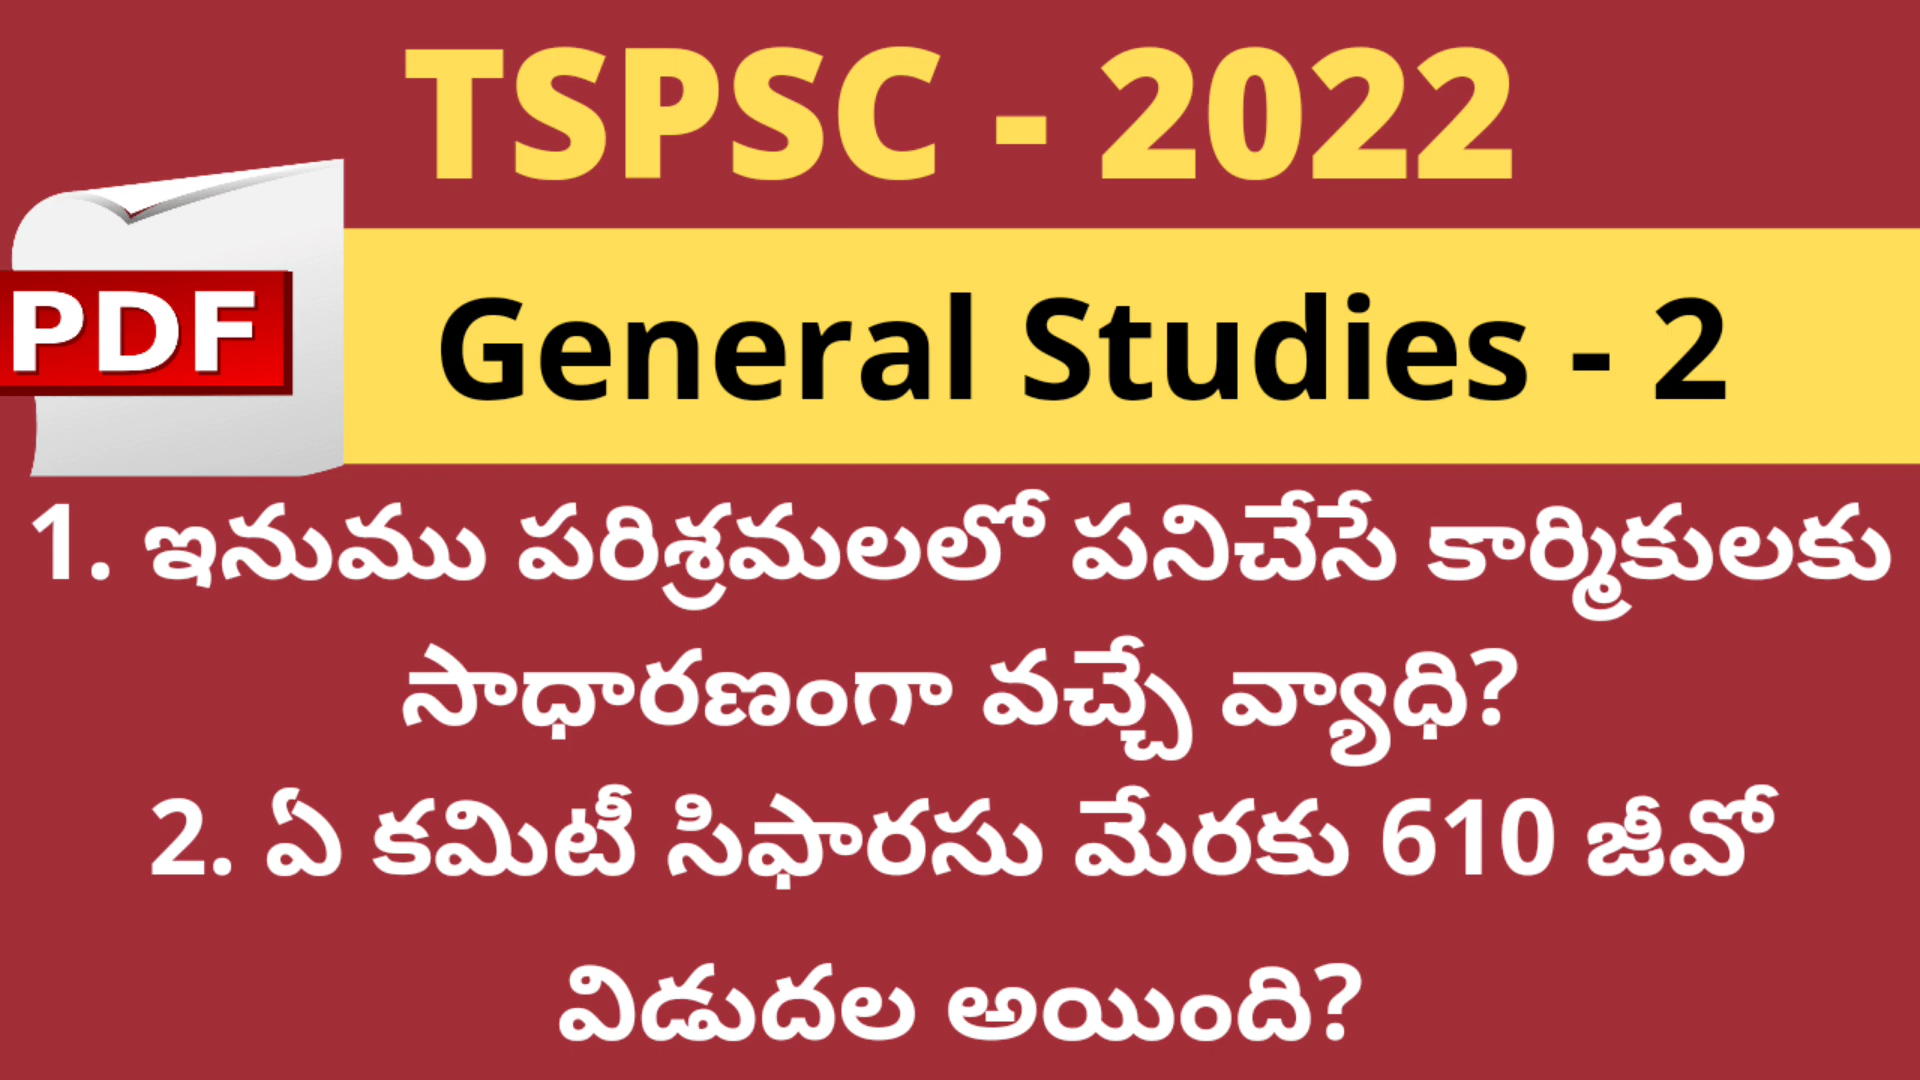 TSPSC - 2022
PDF
General Studies - 2
1. ఇనుము పరిశ్రమలలో పనిచేసే కార్మికులకు
సాధారణంగా వచ్చే వ్యాధి?
2. ఏ కమిటీ సిఫారసు మేరకు 610 జీవో
విడుదల అయింది?